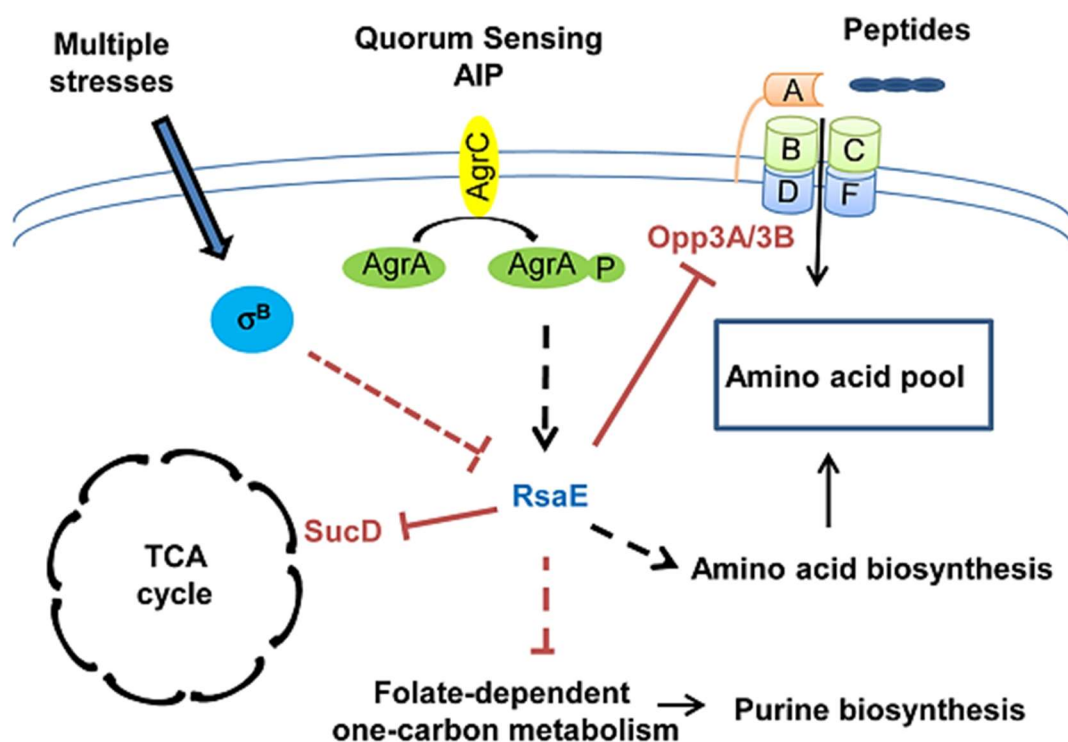 Multiple
stresses
Quorum Sensing
AIP
Peptides
A
B
C
D
F
AgrC
AgrA
AgrA
P
Opp3A/3B
σB
Amino acid pool
RsaE
SucD
TCA
cycle
Amino acid biosynthesis
Folate-dependent
one-carbon metabolism
Purine biosynthesis